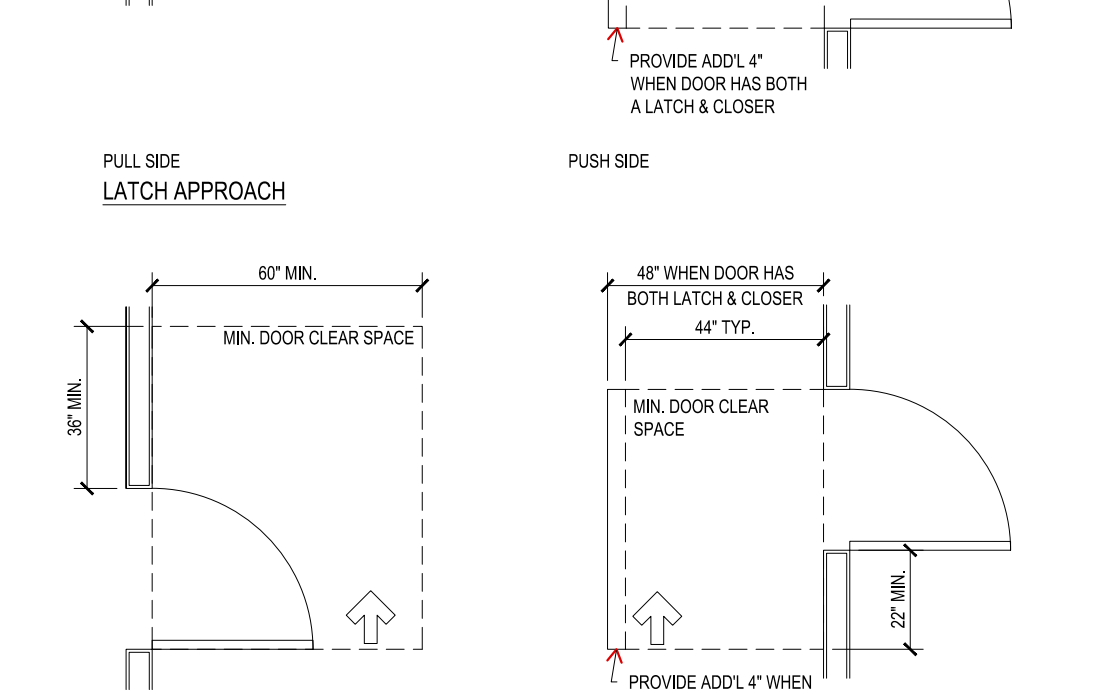 PROVIDE ADD'L 4"
WHEN DOOR HAS BOTH
A LATCH & CLOSER
PULL SIDE
LATCH APPROACH
PUSH SIDE
60" MIN.
MIN. DOOR CLEAR SPACE
36" MIN.
48" WHEN DOOR HAS
BOTH LATCH & CLOSER
44" TYP.
MIN. DOOR CLEAR
SPACE
22" MIN.
PROVIDE ADD'L 4" WHEN